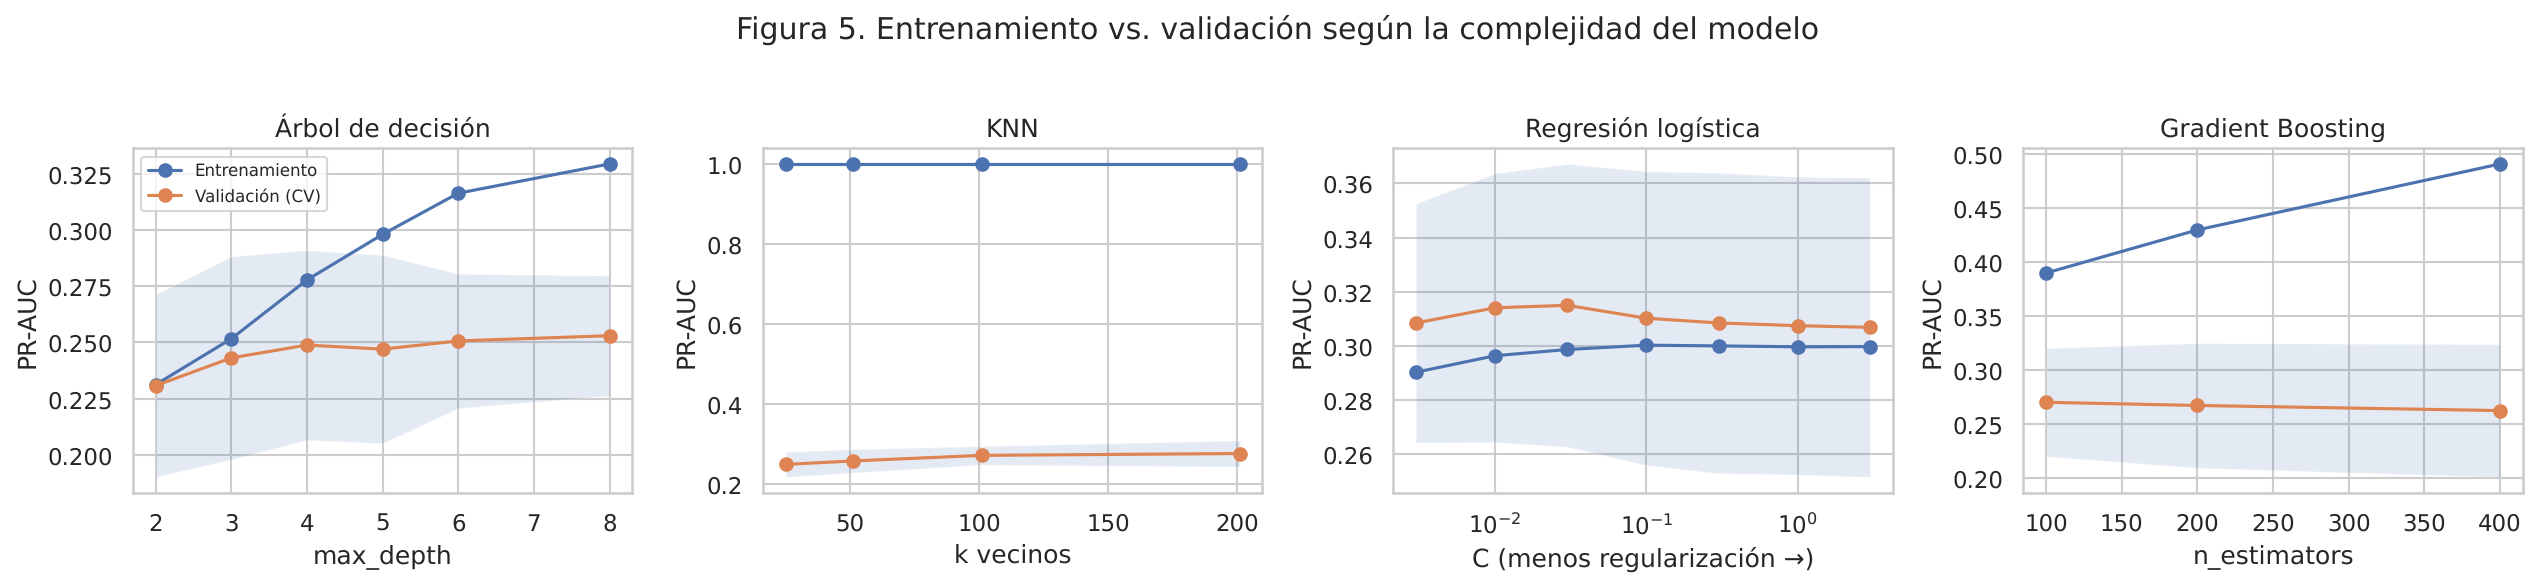 Figura 5. Entrenamiento vs. validación según la complejidad del modelo
Árbol de decisión
Entrenamiento
Validación (CV)
PR-AUC
0.325
0.300
0.275
0.250
0.225
0.200
2 3 4 5 6 7 8
max_depth
KNN
PR-AUC
1.0
0.8
0.6
0.4
0.2
50 100 150 200
k vecinos
Regresión logística
PR-AUC
0.36
0.34
0.32
0.30
0.28
0.26
10⁻² 10⁻¹ 10⁰
C (menos regularización →)
Gradient Boosting
PR-AUC
0.50
0.45
0.40
0.35
0.30
0.25
0.20
100 150 200 250 300 350 400
n_estimators